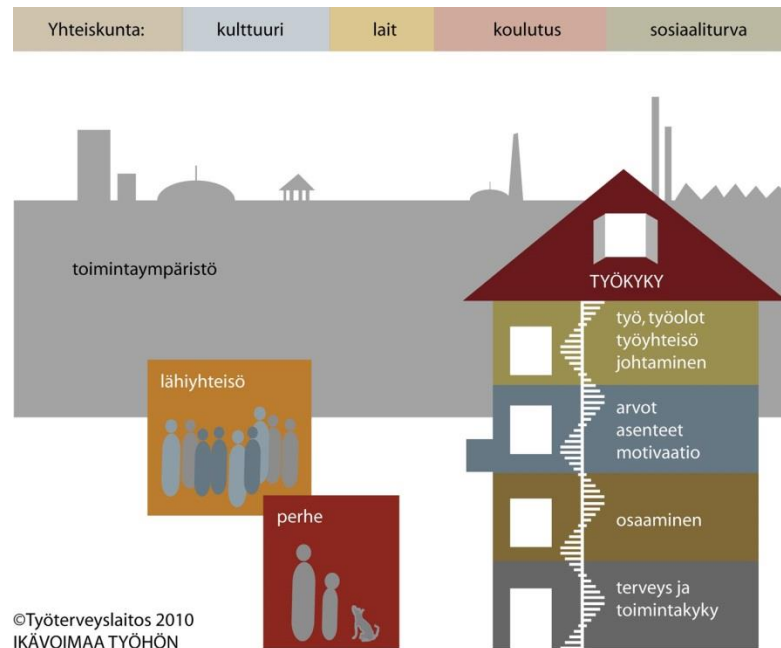 Yhteiskunta: kulttuuri lait koulutus sosiaaliturva
toimintaympäristö
TYÖKYKY
työ, työolot
työyhteisö
johtaminen
lähiyhteisö
arvot
asenteet
motivaatio
perhe
osaaminen
terveys ja
toimintakyky
©Työterveyslaitos 2010
IKÄVOIMAA TYÖHÖN